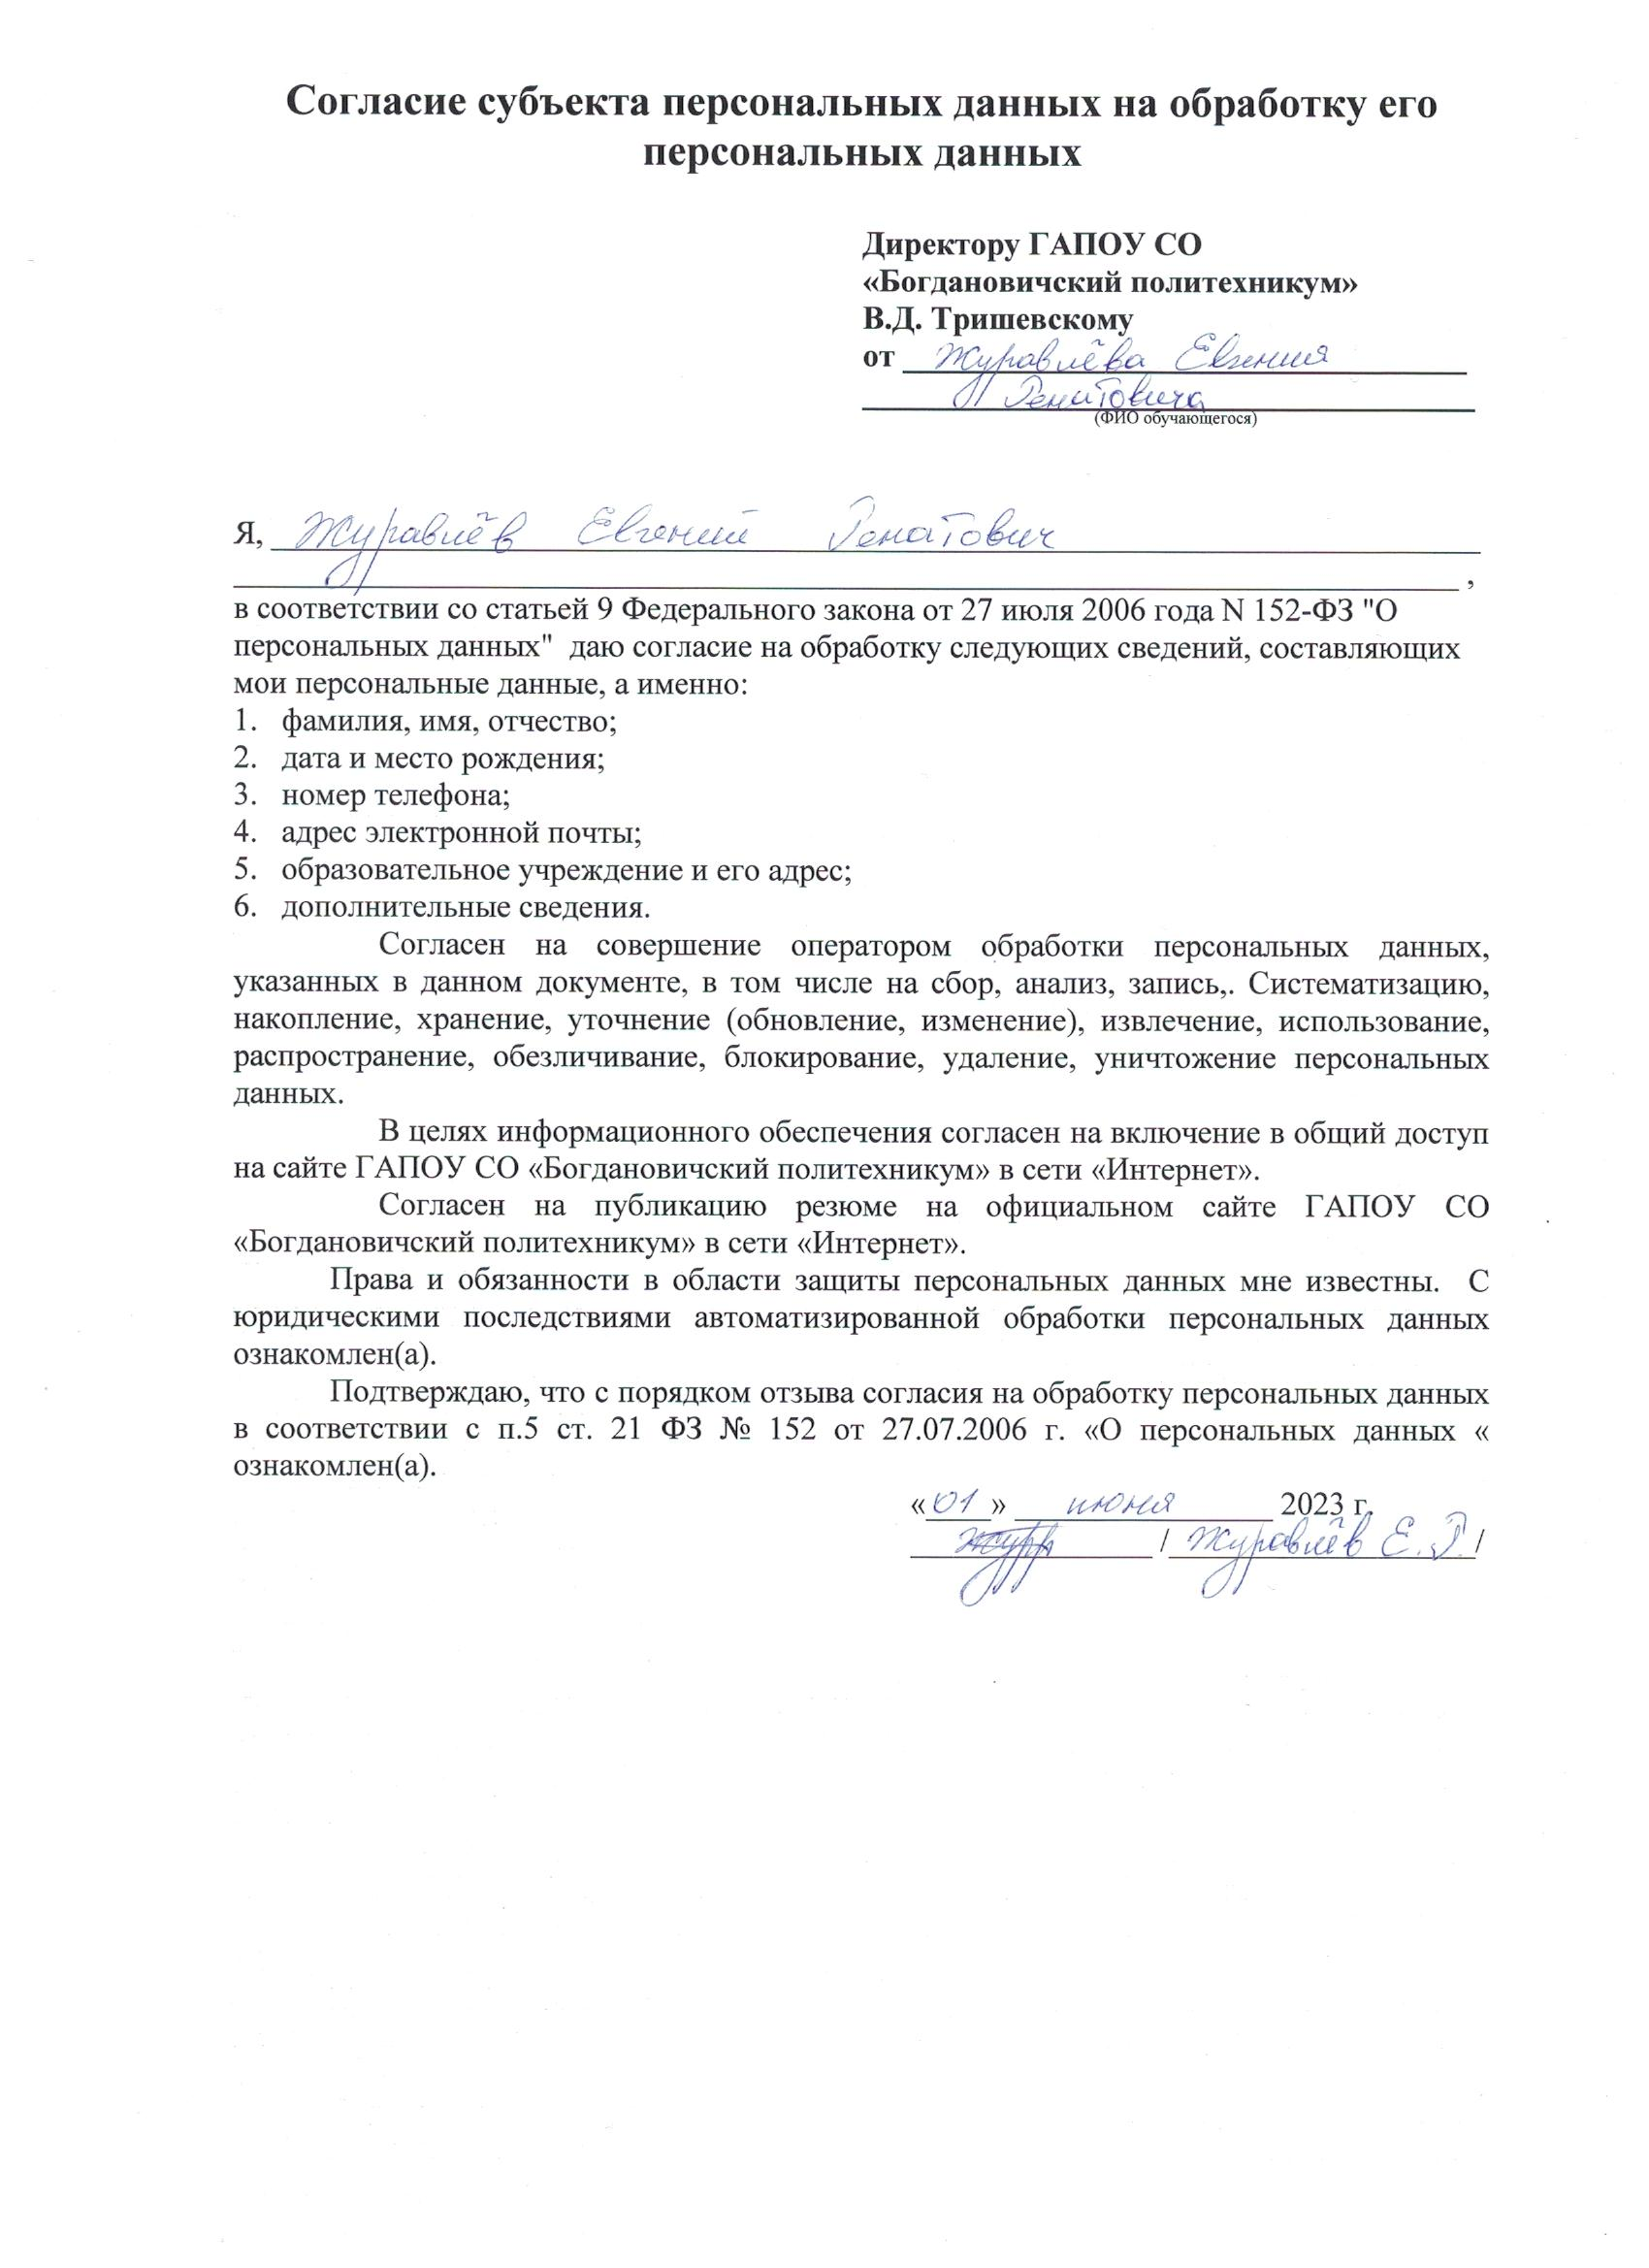 Согласие субъекта персональных данных на обработку его
персональных данных
Директору ГАПОУ СО
«Богдановичский политехникум»
В.Д. Тришевскому
от Журавлёва Евгения
Ренатовича
(ФИО обучающегося)
Я, Журавлёв Евгений Ренатович
,
в соответствии со статьей 9 Федерального закона от 27 июля 2006 года N 152-ФЗ "О
персональных данных" даю согласие на обработку следующих сведений, составляющих
мои персональные данные, а именно:
1. фамилия, имя, отчество;
2. дата и место рождения;
3. номер телефона;
4. адрес электронной почты;
5. образовательное учреждение и его адрес;
6. дополнительные сведения.
Согласен на совершение оператором обработки персональных данных,
указанных в данном документе, в том числе на сбор, анализ, запись,. Систематизацию,
накопление, хранение, уточнение (обновление, изменение), извлечение, использование,
распространение, обезличивание, блокирование, удаление, уничтожение персональных
данных.
В целях информационного обеспечения согласен на включение в общий доступ
на сайте ГАПОУ СО «Богдановичский политехникум» в сети «Интернет».
Согласен на публикацию резюме на официальном сайте ГАПОУ СО
«Богдановичский политехникум» в сети «Интернет».
Права и обязанности в области защиты персональных данных мне известны. С
юридическими последствиями автоматизированной обработки персональных данных
ознакомлен(а).
Подтверждаю, что с порядком отзыва согласия на обработку персональных данных
в соответствии с п.5 ст. 21 ФЗ № 152 от 27.07.2006 г. «О персональных данных «
ознакомлен(а).
«01» июня 2023 г.
/ Журавлёв Е.Р. /